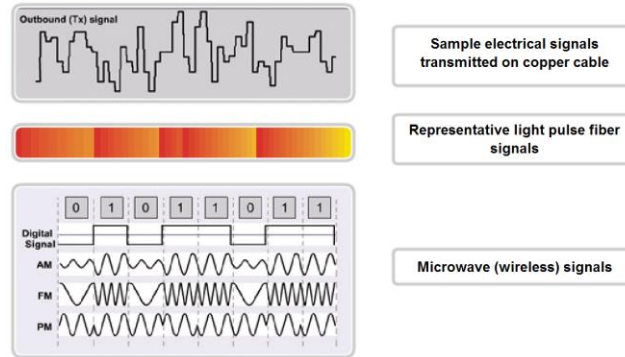 Outbound (Tx) signal
Sample electrical signals
transmitted on copper cable
Representative light pulse fiber
signals
0 1 0 1 1 0 1 1
Digital
Signal
AM
FM
PM
Microwave (wireless) signals